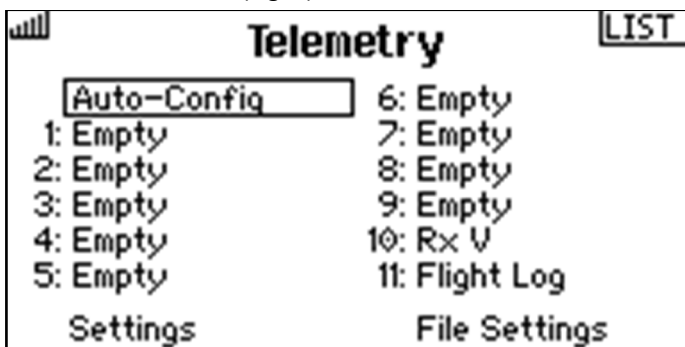 Telemetry
LIST
Auto-Config
1: Empty
2: Empty
3: Empty
4: Empty
5: Empty
6: Empty
7: Empty
8: Empty
9: Empty
10: Rx V
11: Flight Log
Settings
File Settings